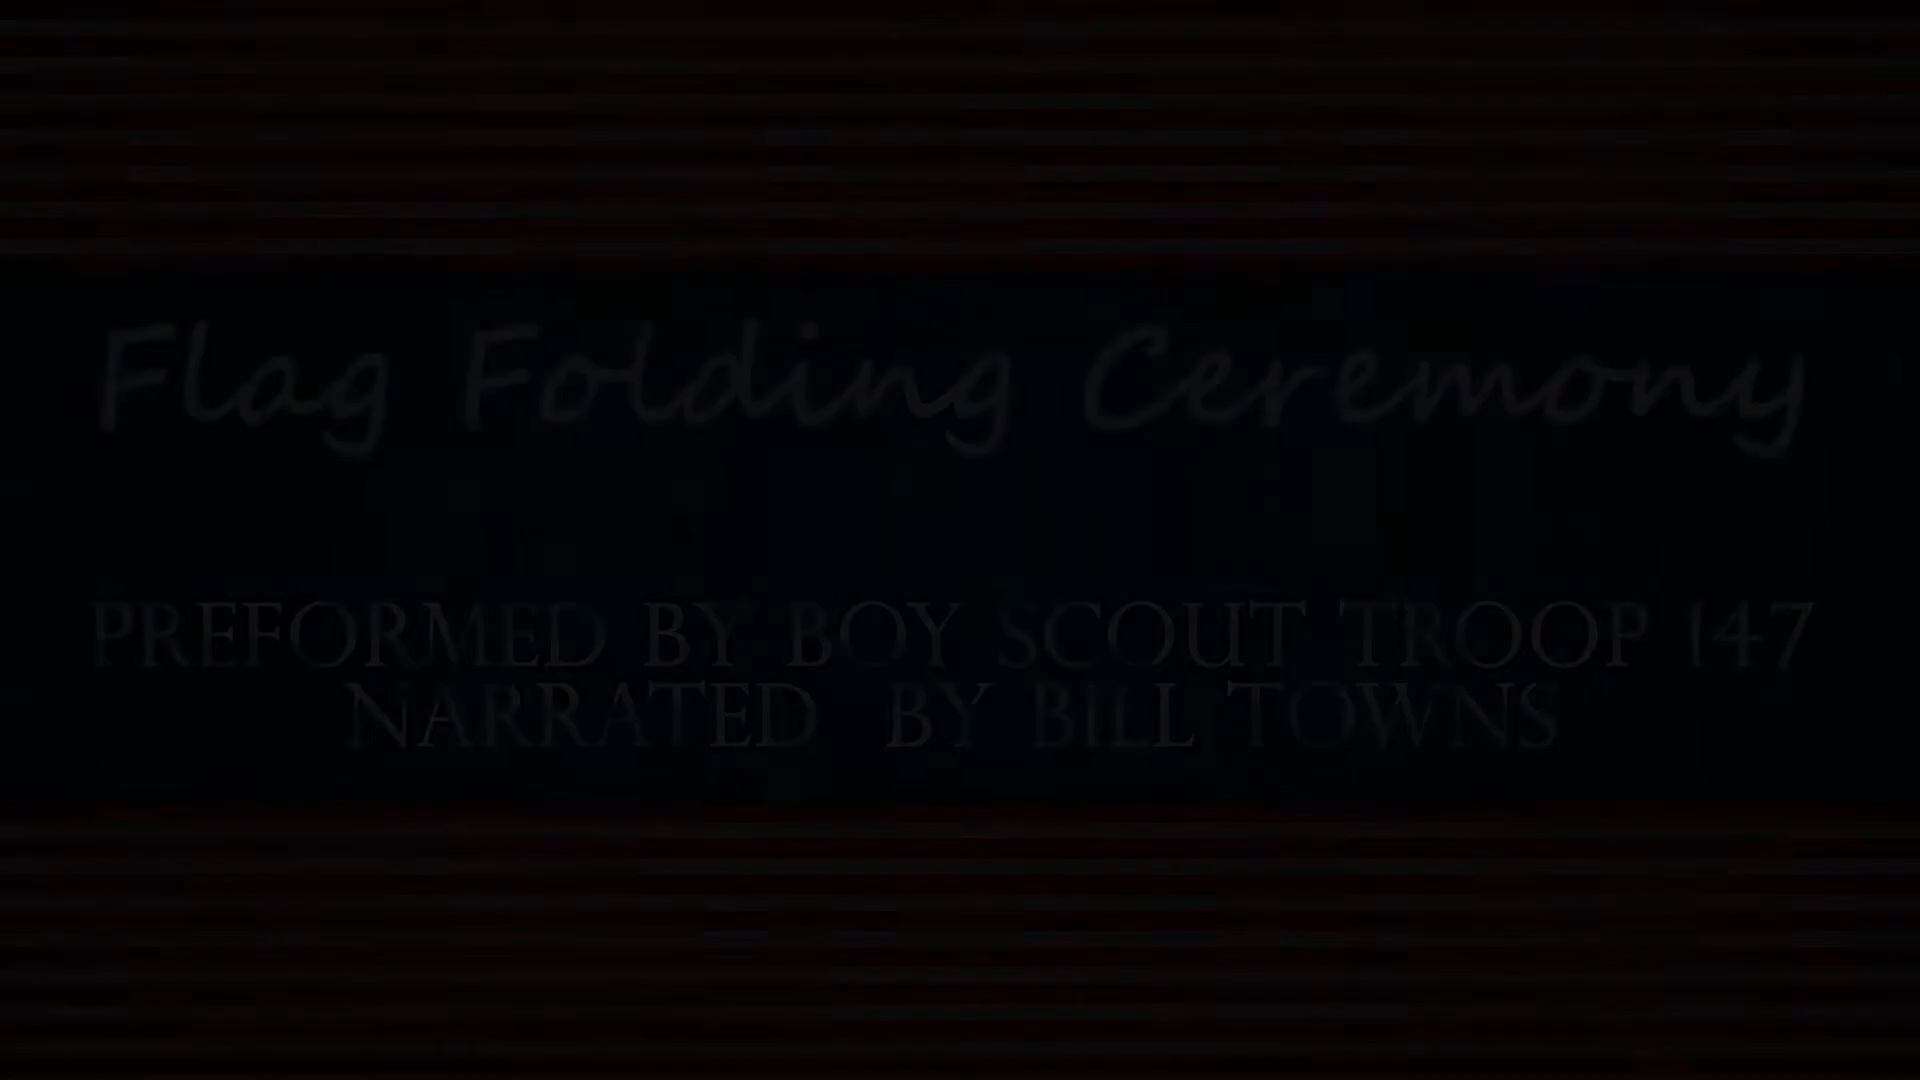 Flag Folding Ceremony
PREFORMED BY BOY SCOUT TROOP 147
NARRATED BY BILL TOWNS